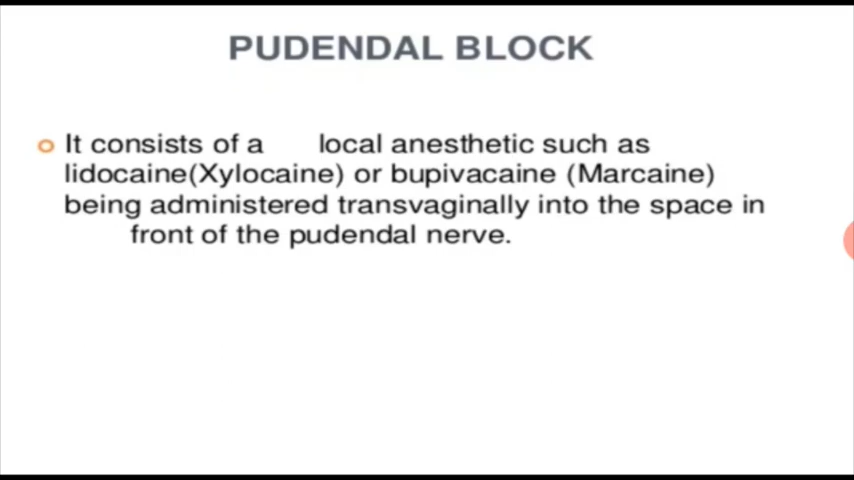 PUDENDAL BLOCK
It consists of a local anesthetic such as
lidocaine(Xylocaine) or bupivacaine (Marcaine)
being administered transvaginally into the space in
front of the pudendal nerve.